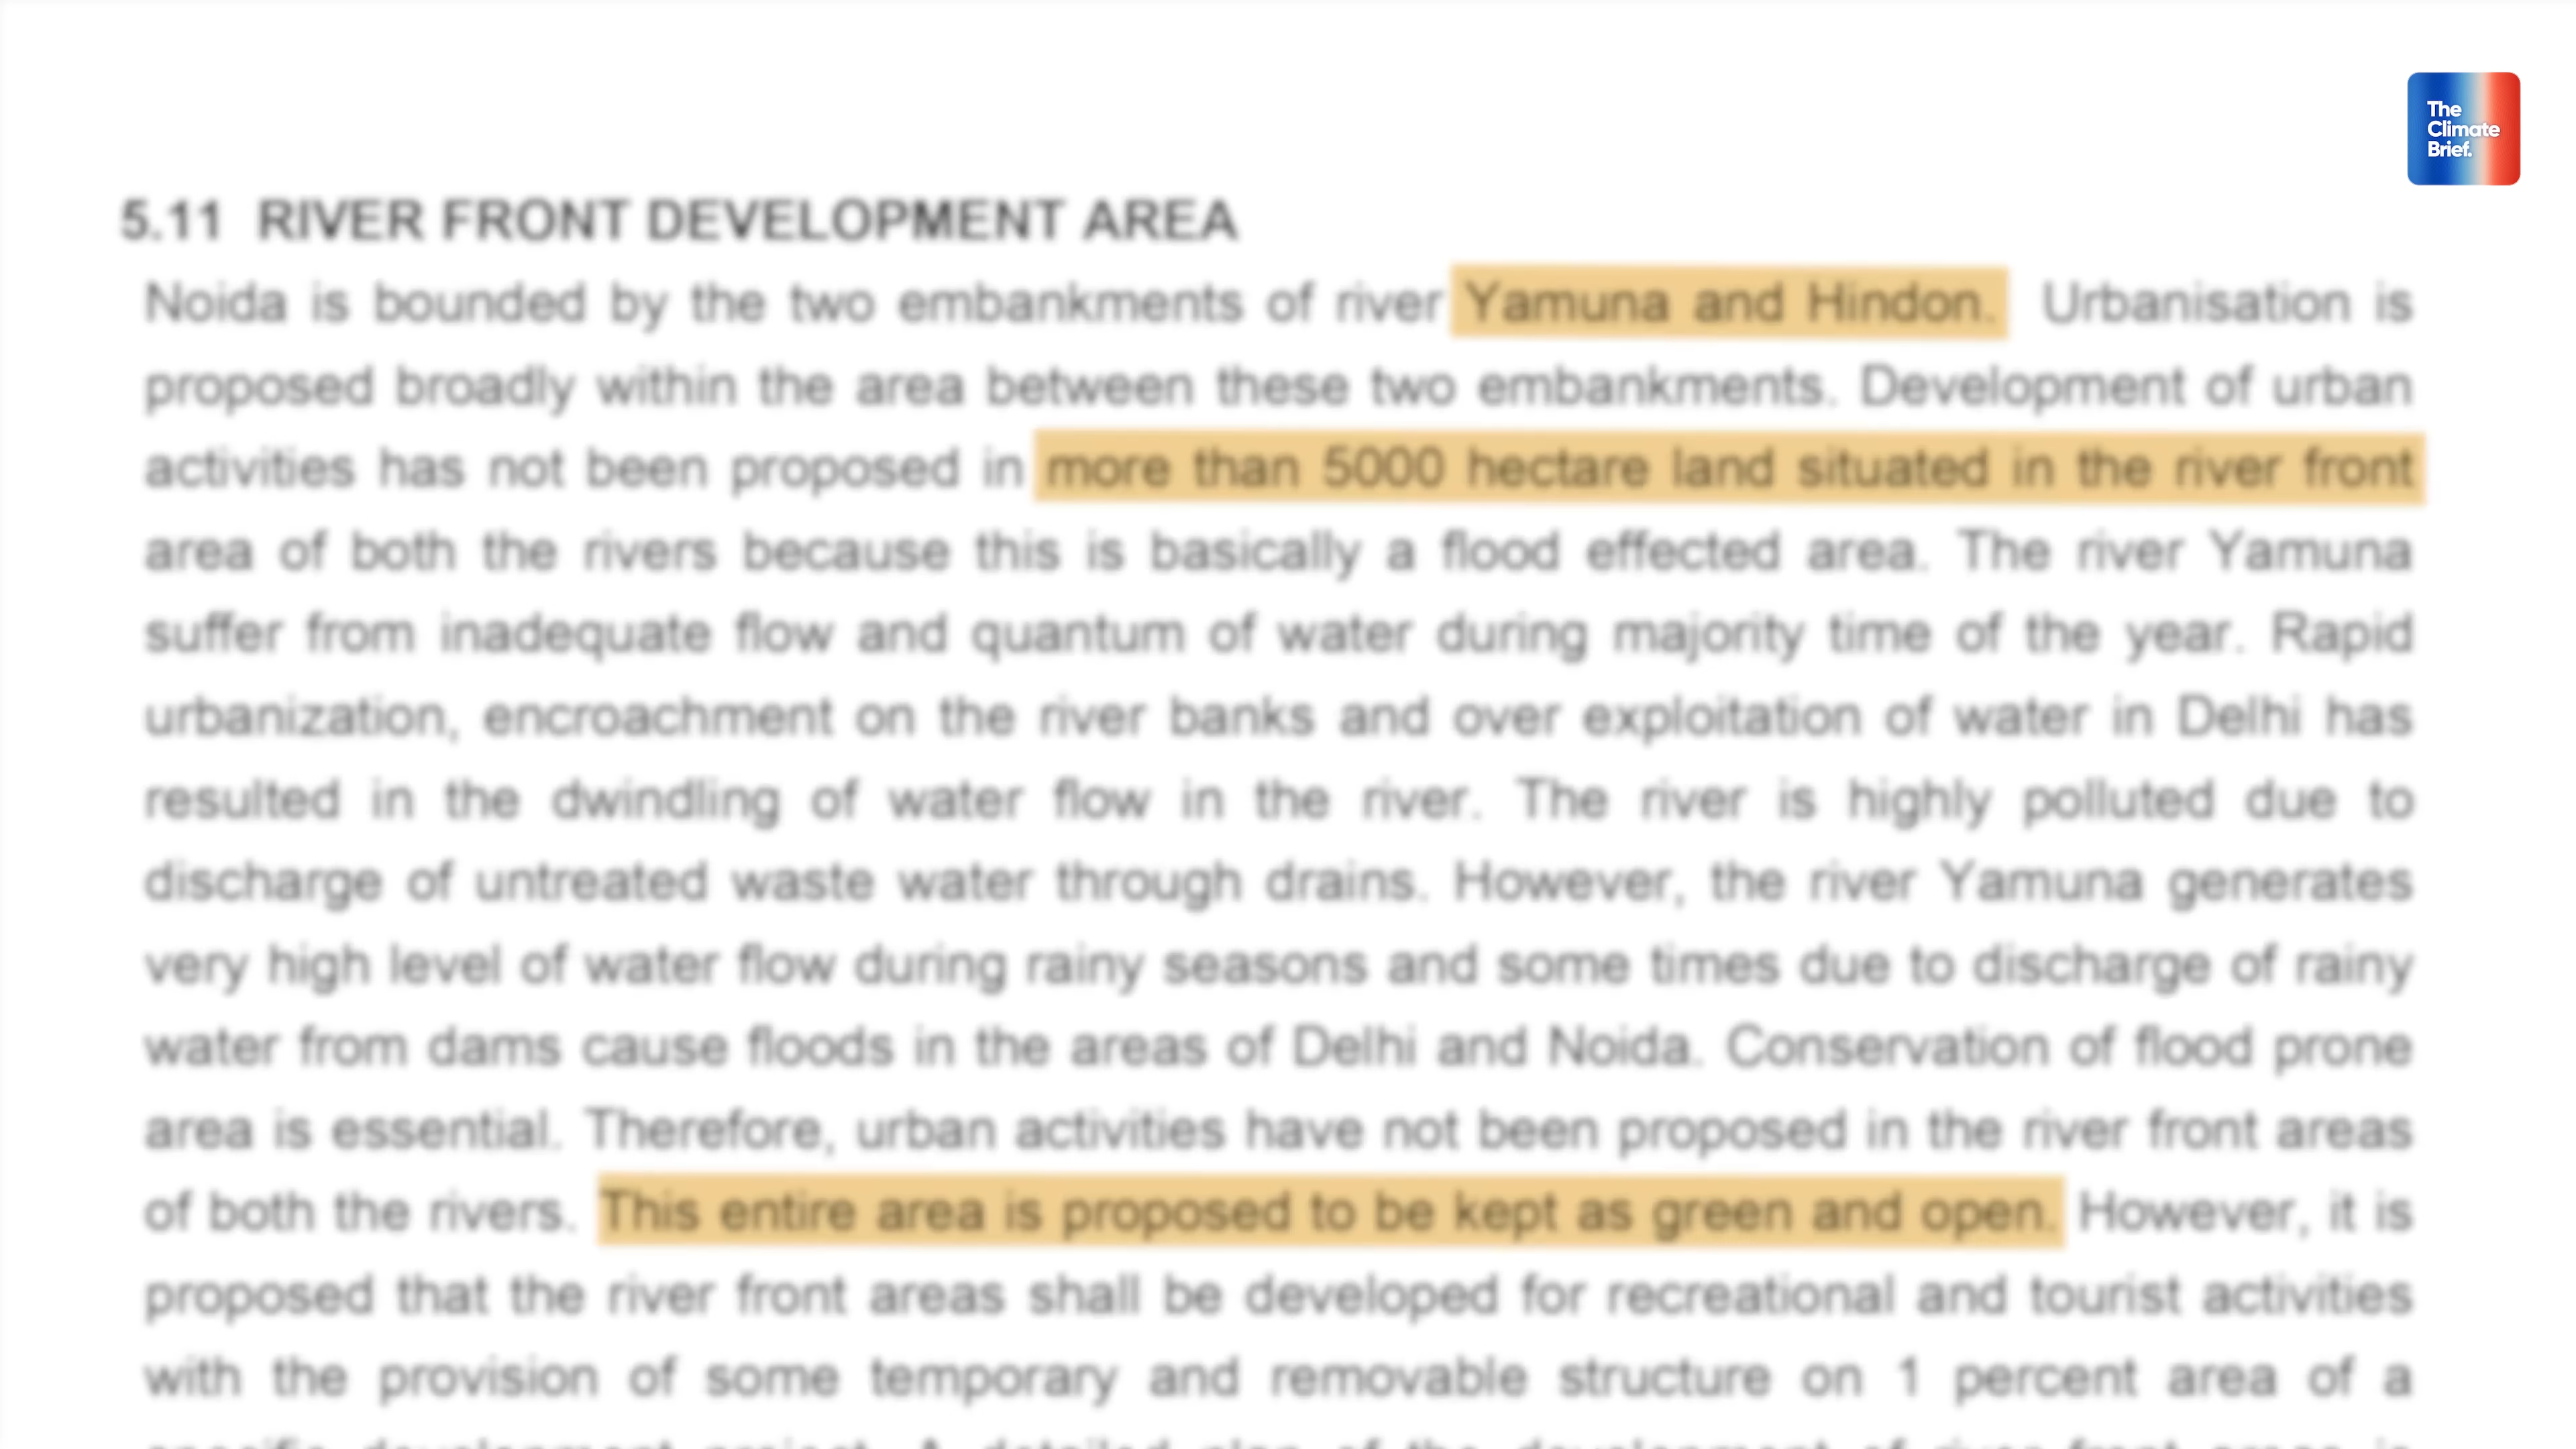 The
Climate
Brief.
5.11 RIVER FRONT DEVELOPMENT AREA
Noida is bounded by the two embankments of river Yamuna and Hindon. Urbanisation is
proposed broadly within the area between these two embankments. Development of urban
activities has not been proposed in more than 5000 hectare land situated in the river front
area of both the rivers because this is basically a flood effected area. The river Yamuna
suffer from inadequate flow and quantum of water during majority time of the year. Rapid
urbanization, encroachment on the river banks and over exploitation of water in Delhi has
resulted in the dwindling of water flow in the river. The river is highly polluted due to
discharge of untreated waste water through drains. However, the river Yamuna generates
very high level of water flow during rainy seasons and some times due to discharge of rainy
water from dams cause floods in the areas of Delhi and Noida. Conservation of flood prone
area is essential. Therefore, urban activities have not been proposed in the river front areas
of both the rivers. This entire area is proposed to be kept as green and open. However, it is
proposed that the river front areas shall be developed for recreational and tourist activities
with the provision of some temporary and removable structure on 1 percent area of a